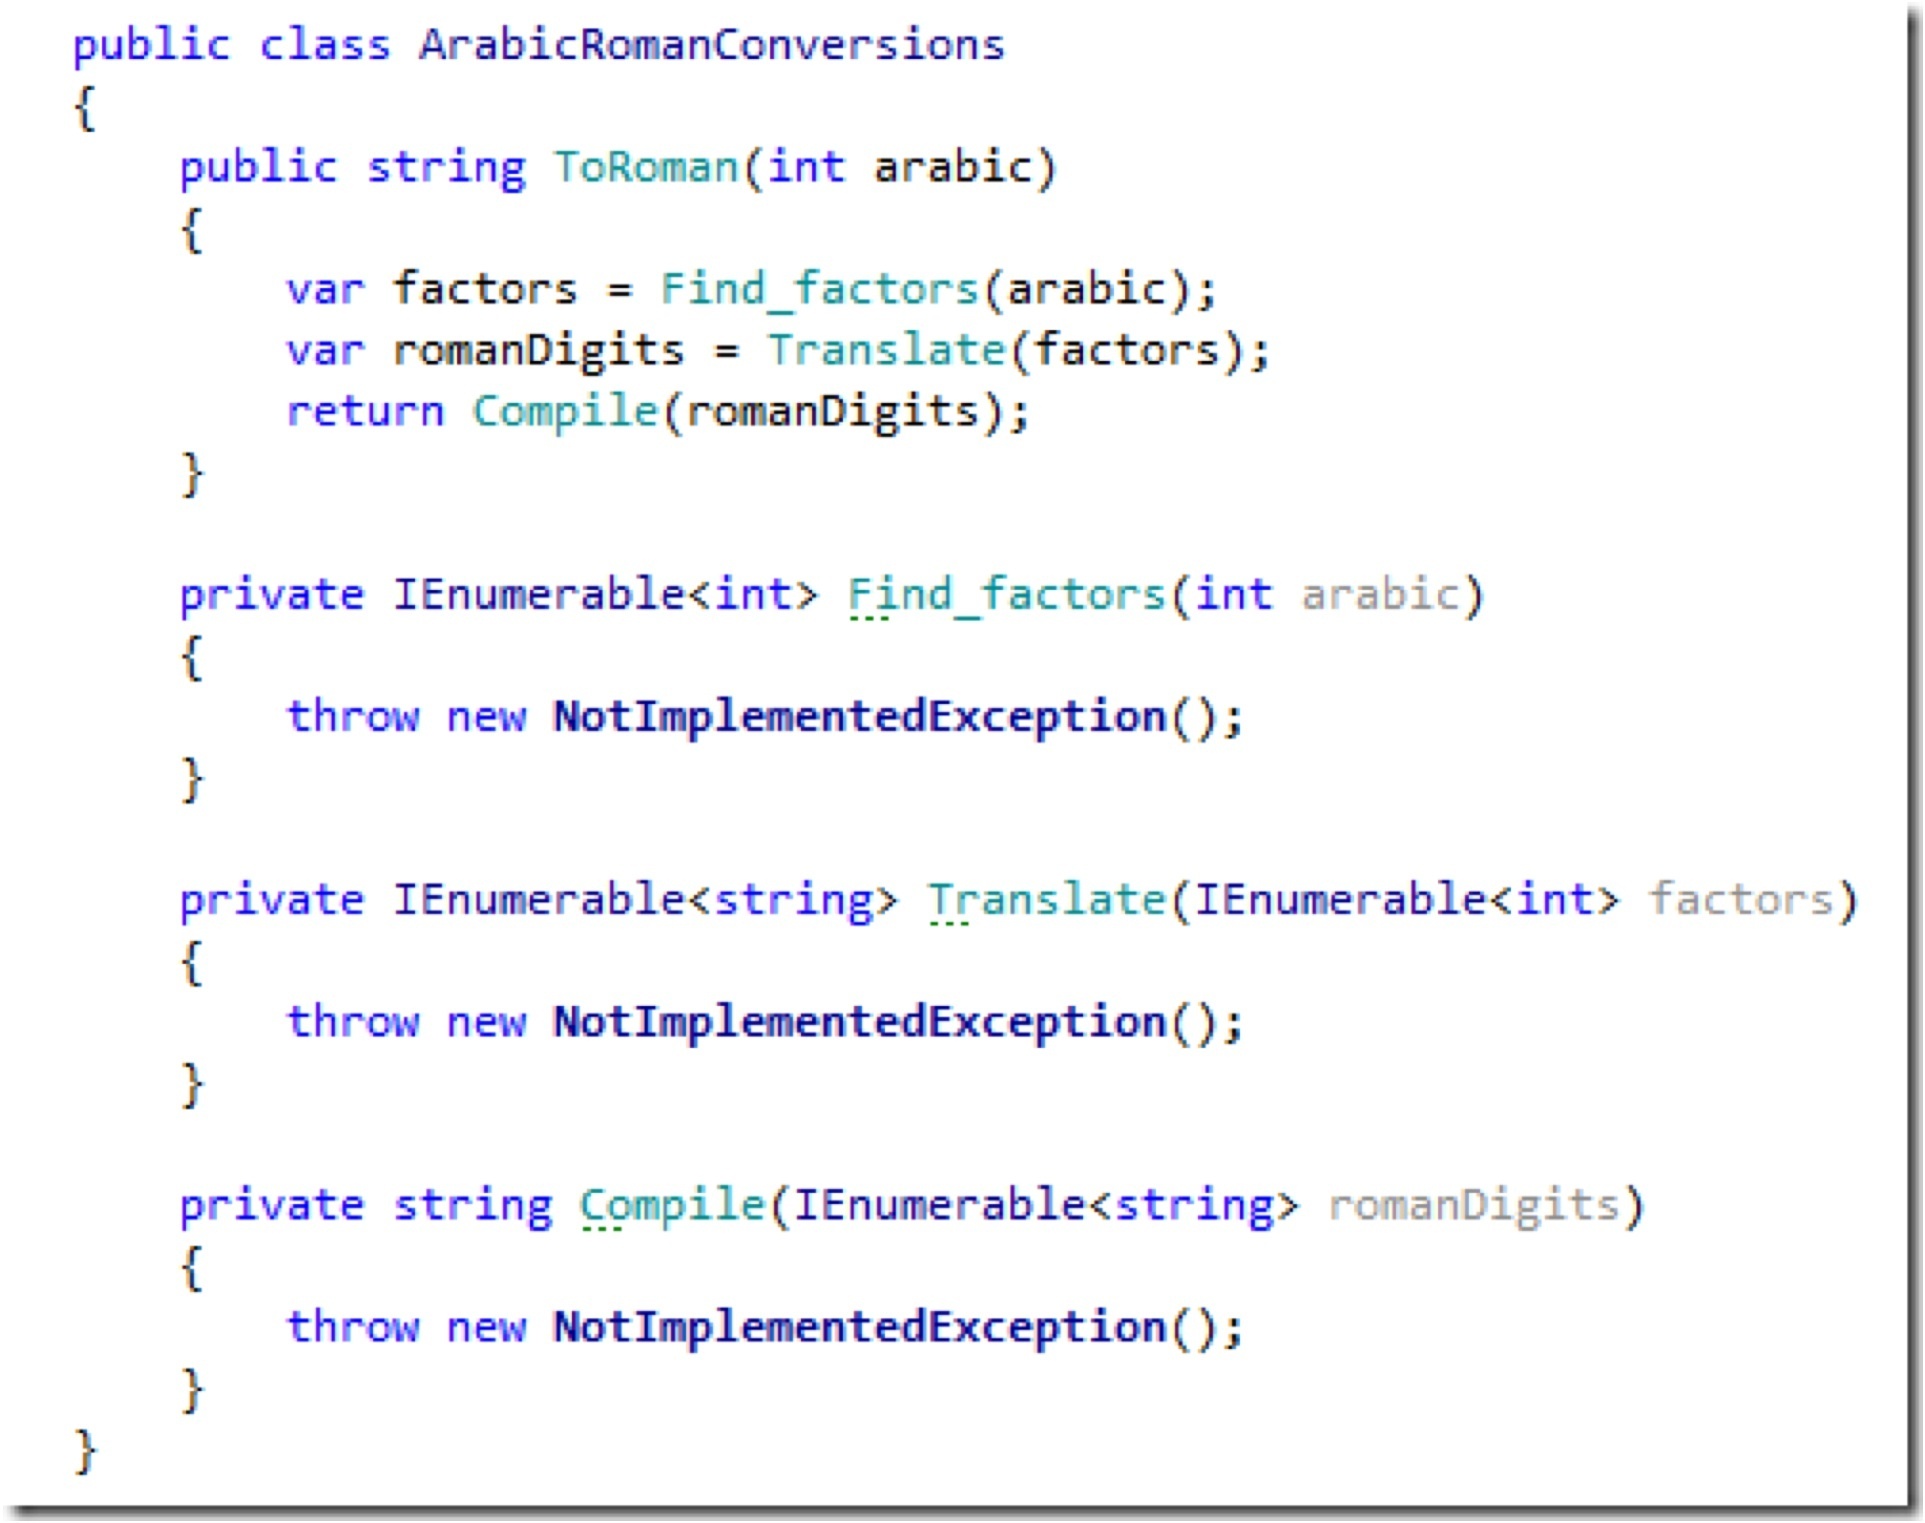 public class ArabicRomanConversions
{
    public string ToRoman(int arabic)
    {
        var factors = Find_factors(arabic);
        var romanDigits = Translate(factors);
        return Compile(romanDigits);
    }

    private IEnumerable<int> Find_factors(int arabic)
    {
        throw new NotImplementedException();
    }

    private IEnumerable<string> Translate(IEnumerable<int> factors)
    {
        throw new NotImplementedException();
    }

    private string Compile(IEnumerable<string> romanDigits)
    {
        throw new NotImplementedException();
    }
}